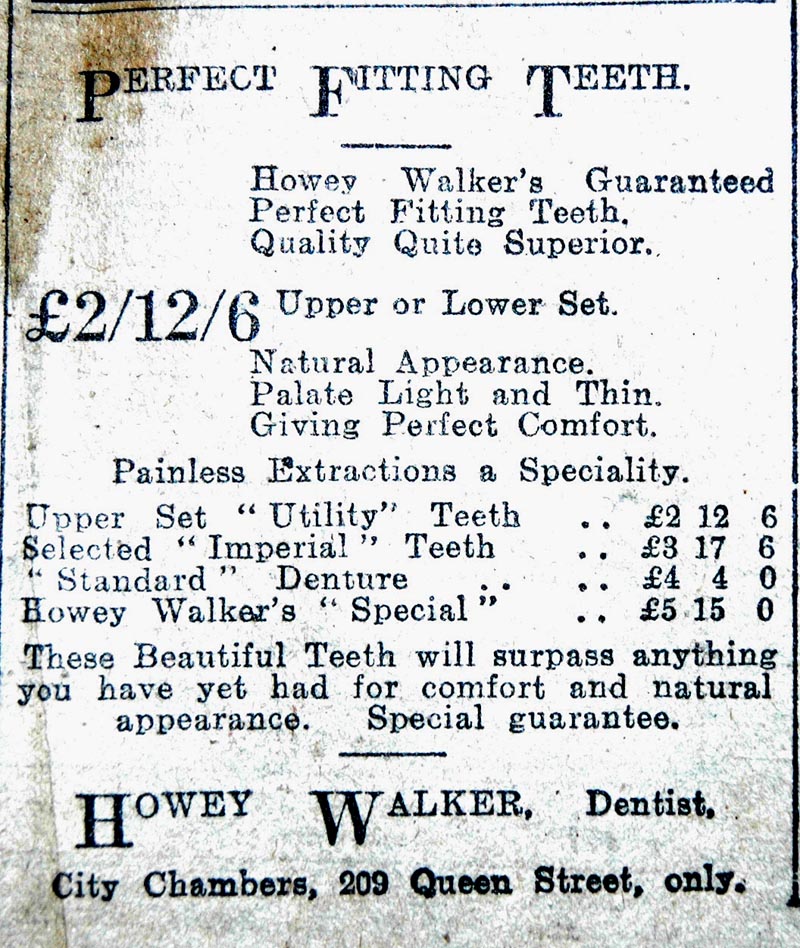 PERFECT FITTING TEETH.
Howey Walker's Guaranteed
Perfect Fitting Teeth.
Quality Quite Superior.
£2/12/6 Upper or Lower Set.
Natural Appearance.
Palate Light and Thin.
Giving Perfect Comfort.
Painless Extractions a Speciality.
Upper Set "Utility" Teeth .. £2 12 6
Selected "Imperial" Teeth .. £3 17 6
"Standard" Denture .. .. £4 4 0
Howey Walker's "Special" .. £5 15 0
These Beautiful Teeth will surpass anything
you have yet had for comfort and natural
appearance. Special guarantee.
HOWEY WALKER, Dentist,
City Chambers, 209 Queen Street, only.